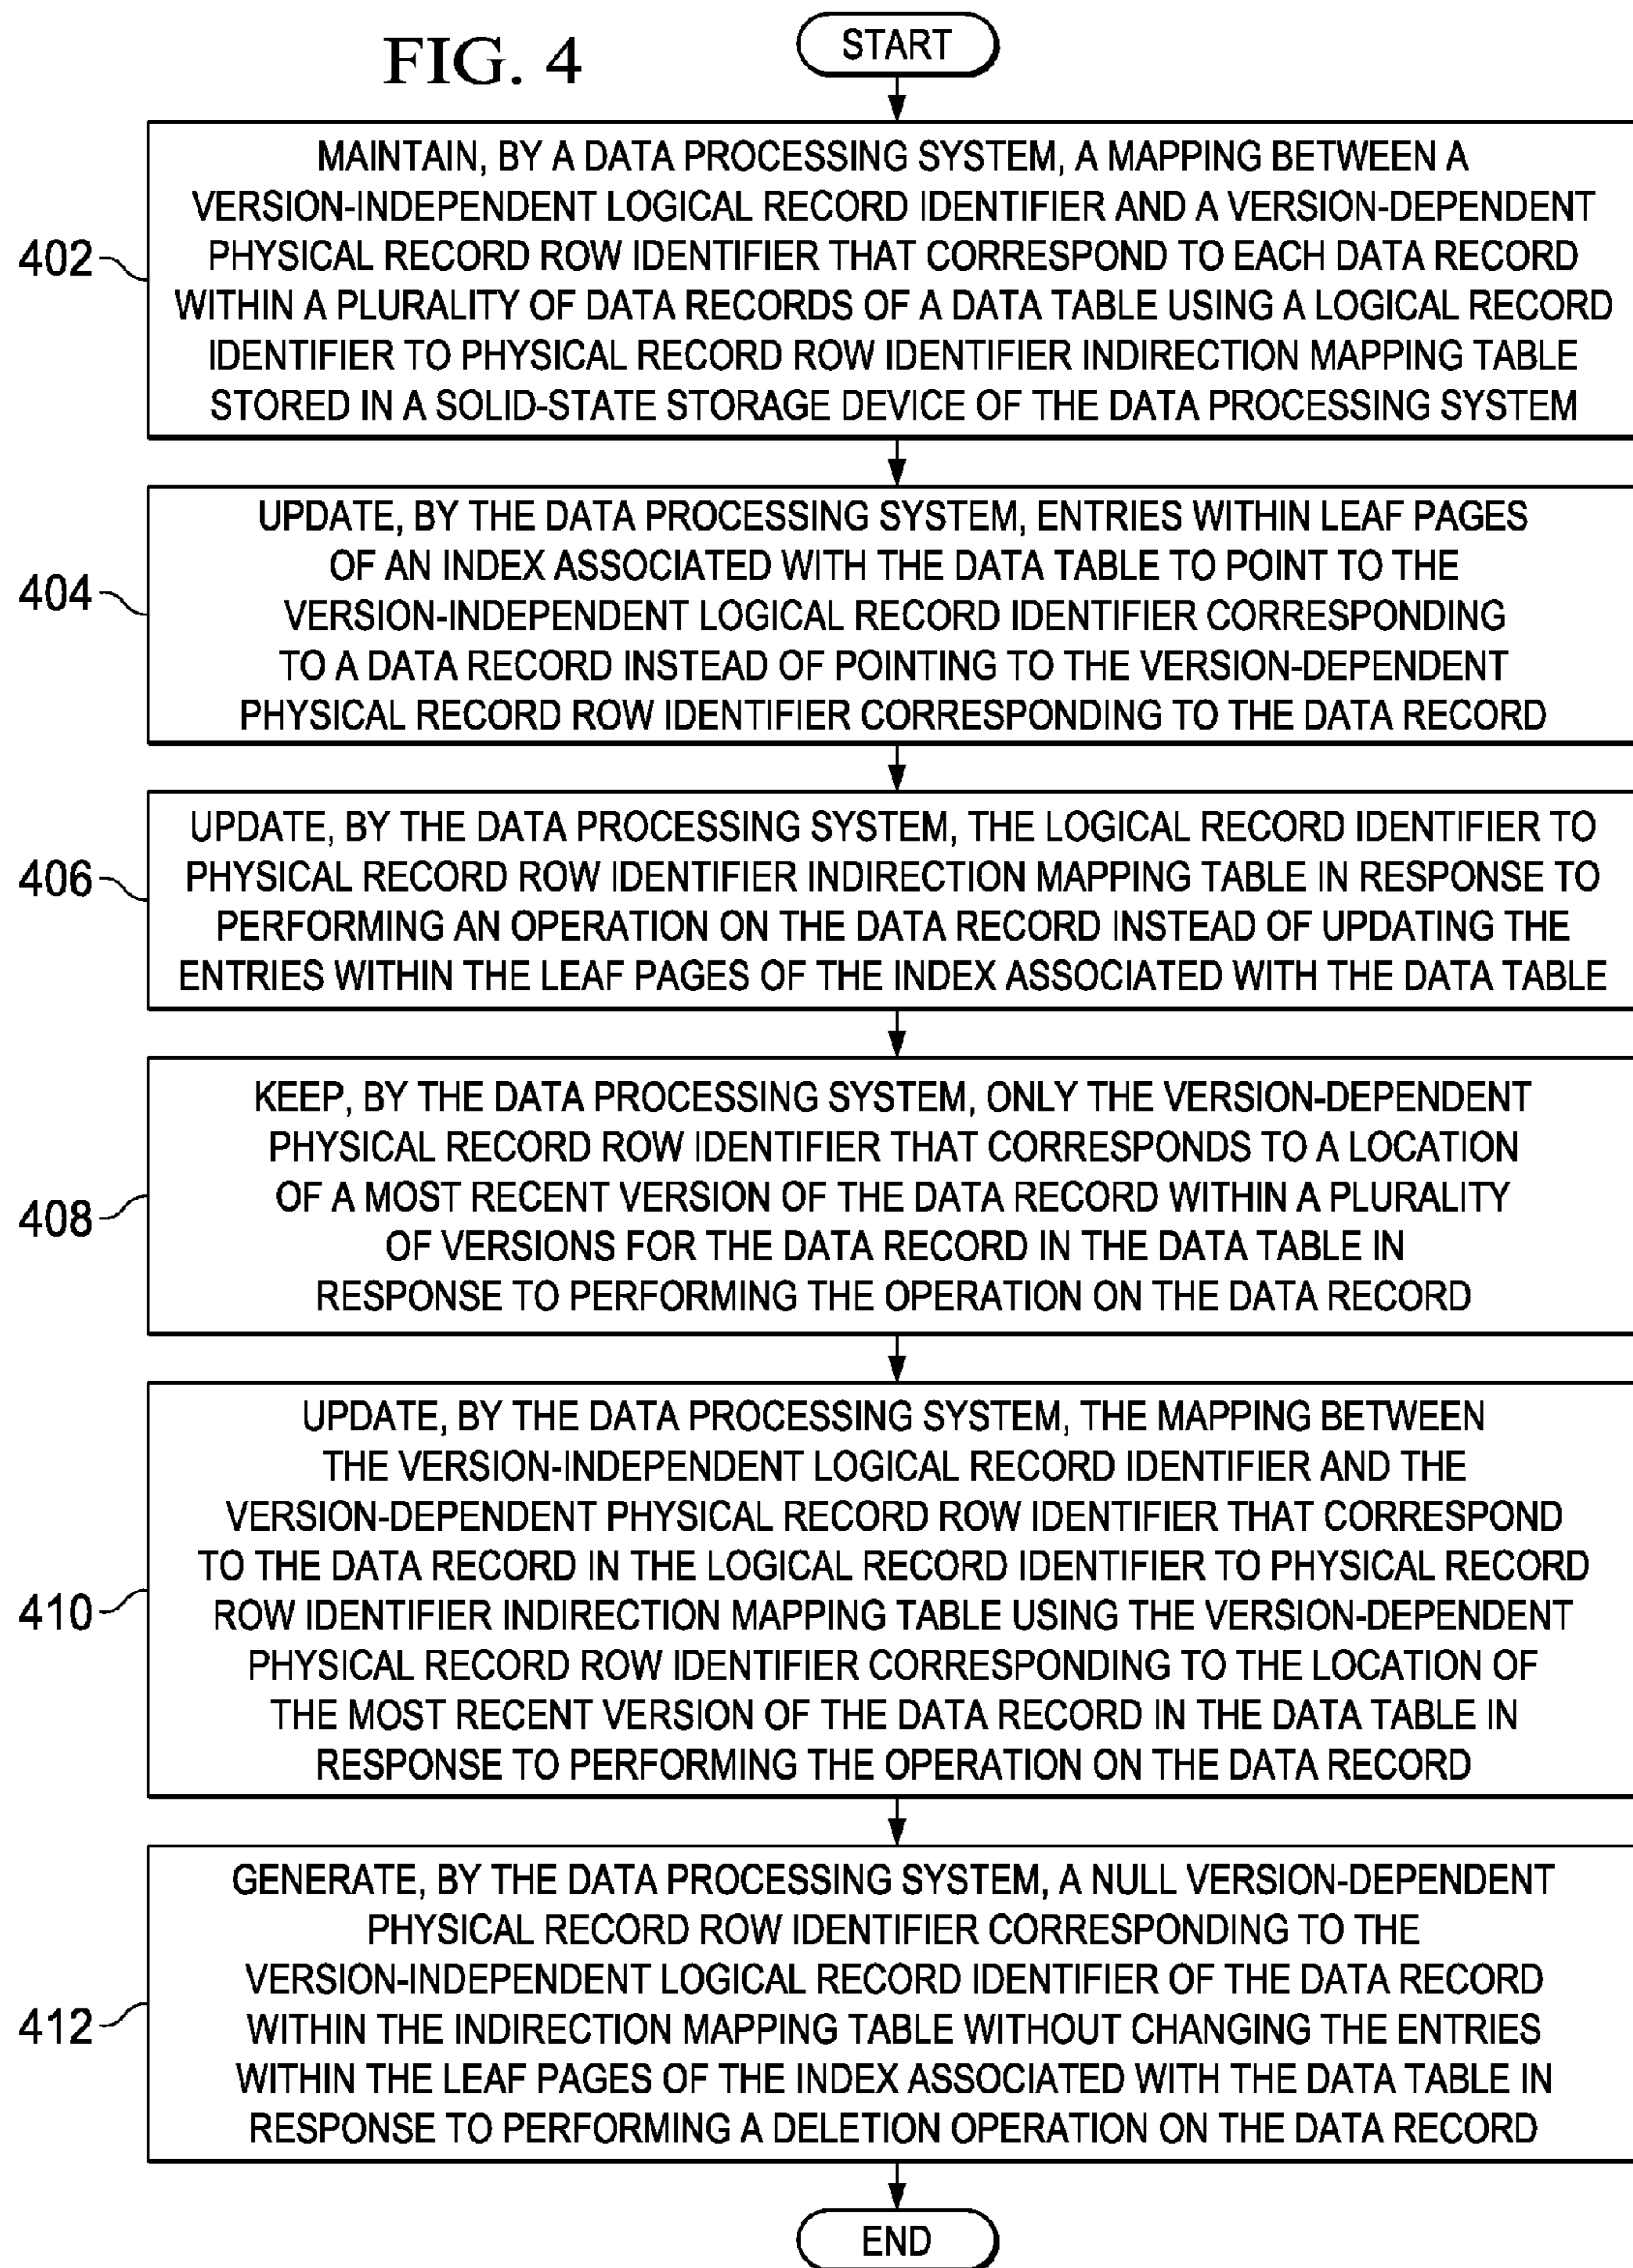 FIG. 4
START
402
MAINTAIN, BY A DATA PROCESSING SYSTEM, A MAPPING BETWEEN A
VERSION-INDEPENDENT LOGICAL RECORD IDENTIFIER AND A VERSION-DEPENDENT
PHYSICAL RECORD ROW IDENTIFIER THAT CORRESPOND TO EACH DATA RECORD
WITHIN A PLURALITY OF DATA RECORDS OF A DATA TABLE USING A LOGICAL RECORD
IDENTIFIER TO PHYSICAL RECORD ROW IDENTIFIER INDIRECTION MAPPING TABLE
STORED IN A SOLID-STATE STORAGE DEVICE OF THE DATA PROCESSING SYSTEM
404
UPDATE, BY THE DATA PROCESSING SYSTEM, ENTRIES WITHIN LEAF PAGES
OF AN INDEX ASSOCIATED WITH THE DATA TABLE TO POINT TO THE
VERSION-INDEPENDENT LOGICAL RECORD IDENTIFIER CORRESPONDING
TO A DATA RECORD INSTEAD OF POINTING TO THE VERSION-DEPENDENT
PHYSICAL RECORD ROW IDENTIFIER CORRESPONDING TO THE DATA RECORD
406
UPDATE, BY THE DATA PROCESSING SYSTEM, THE LOGICAL RECORD IDENTIFIER TO
PHYSICAL RECORD ROW IDENTIFIER INDIRECTION MAPPING TABLE IN RESPONSE TO
PERFORMING AN OPERATION ON THE DATA RECORD INSTEAD OF UPDATING THE
ENTRIES WITHIN THE LEAF PAGES OF THE INDEX ASSOCIATED WITH THE DATA TABLE
408
KEEP, BY THE DATA PROCESSING SYSTEM, ONLY THE VERSION-DEPENDENT
PHYSICAL RECORD ROW IDENTIFIER THAT CORRESPONDS TO A LOCATION
OF A MOST RECENT VERSION OF THE DATA RECORD WITHIN A PLURALITY
OF VERSIONS FOR THE DATA RECORD IN THE DATA TABLE IN
RESPONSE TO PERFORMING THE OPERATION ON THE DATA RECORD
410
UPDATE, BY THE DATA PROCESSING SYSTEM, THE MAPPING BETWEEN
THE VERSION-INDEPENDENT LOGICAL RECORD IDENTIFIER AND THE
VERSION-DEPENDENT PHYSICAL RECORD ROW IDENTIFIER THAT CORRESPOND
TO THE DATA RECORD IN THE LOGICAL RECORD IDENTIFIER TO PHYSICAL RECORD
ROW IDENTIFIER INDIRECTION MAPPING TABLE USING THE VERSION-DEPENDENT
PHYSICAL RECORD ROW IDENTIFIER CORRESPONDING TO THE LOCATION OF
THE MOST RECENT VERSION OF THE DATA RECORD IN THE DATA TABLE IN
RESPONSE TO PERFORMING THE OPERATION ON THE DATA RECORD
412
GENERATE, BY THE DATA PROCESSING SYSTEM, A NULL VERSION-DEPENDENT
PHYSICAL RECORD ROW IDENTIFIER CORRESPONDING TO THE
VERSION-INDEPENDENT LOGICAL RECORD IDENTIFIER OF THE DATA RECORD
WITHIN THE INDIRECTION MAPPING TABLE WITHOUT CHANGING THE ENTRIES
WITHIN THE LEAF PAGES OF THE INDEX ASSOCIATED WITH THE DATA TABLE IN
RESPONSE TO PERFORMING A DELETION OPERATION ON THE DATA RECORD
END